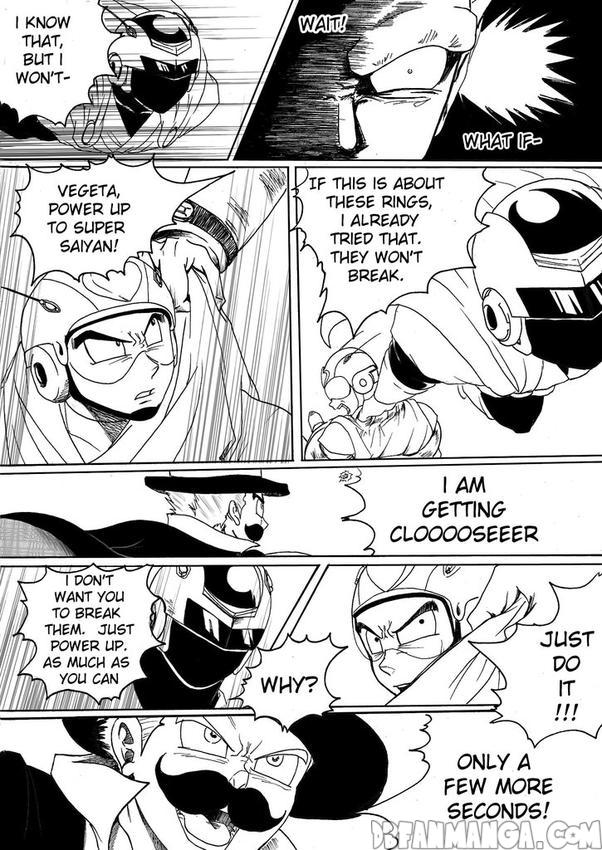 I KNOW
THAT,
BUT I
WON'T-
WAIT!
WHAT IF-
VEGETA,
POWER UP
TO SUPER
SAIYAN!
IF THIS IS ABOUT
THESE RINGS,
I ALREADY
TRIED THAT.
THEY WON'T
BREAK.
I AM
GETTING
CLOOOOSEEER
I DON'T
WANT YOU
TO BREAK
THEM. JUST
POWER UP.
AS MUCH AS
YOU CAN
WHY?
JUST
DO
IT
!!!
ONLY A
FEW MORE
SECONDS!
DBFANMANGA.COM